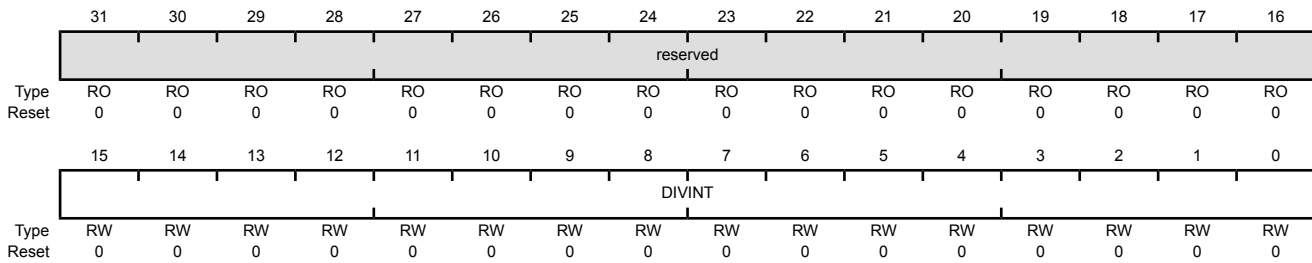 31 30 29 28 27 26 25 24 23 22 21 20 19 18 17 16
reserved
Type RO RO RO RO RO RO RO RO RO RO RO RO RO RO RO RO
Reset 0 0 0 0 0 0 0 0 0 0 0 0 0 0 0 0
15 14 13 12 11 10 9 8 7 6 5 4 3 2 1 0
DIVINT
Type RW RW RW RW RW RW RW RW RW RW RW RW RW RW RW RW
Reset 0 0 0 0 0 0 0 0 0 0 0 0 0 0 0 0